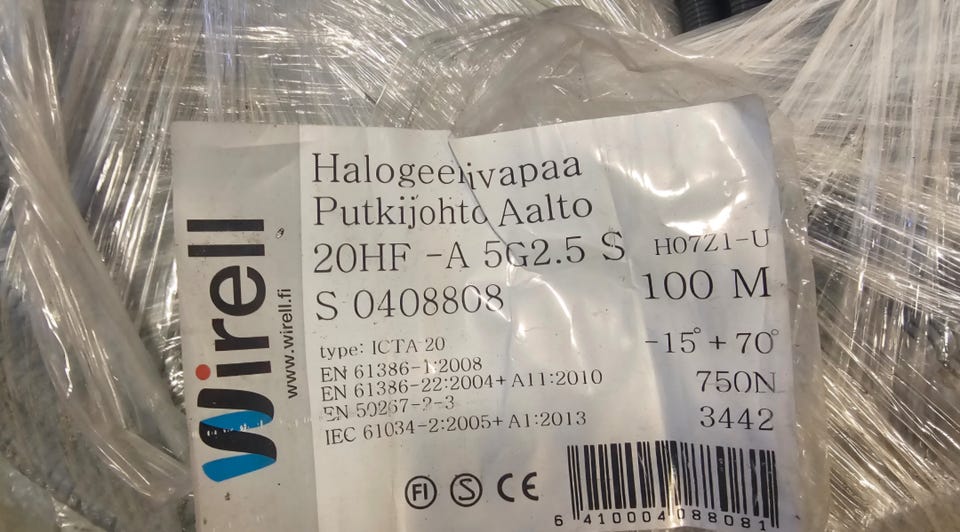 Wirell
www.wirell.fi
Halogeenivapaa
Putkijohto Aalto
20HF -A 5G2.5 S H07Z1-U
S 0408808 100 M
type: ICTA 20 -15° + 70°
EN 61386-1:2008
EN 61386-22:2004+ A11:2010 750N
EN 50267-2-3
IEC 61034-2:2005+ A1:2013 3442
FI S CE
6 410004 088081